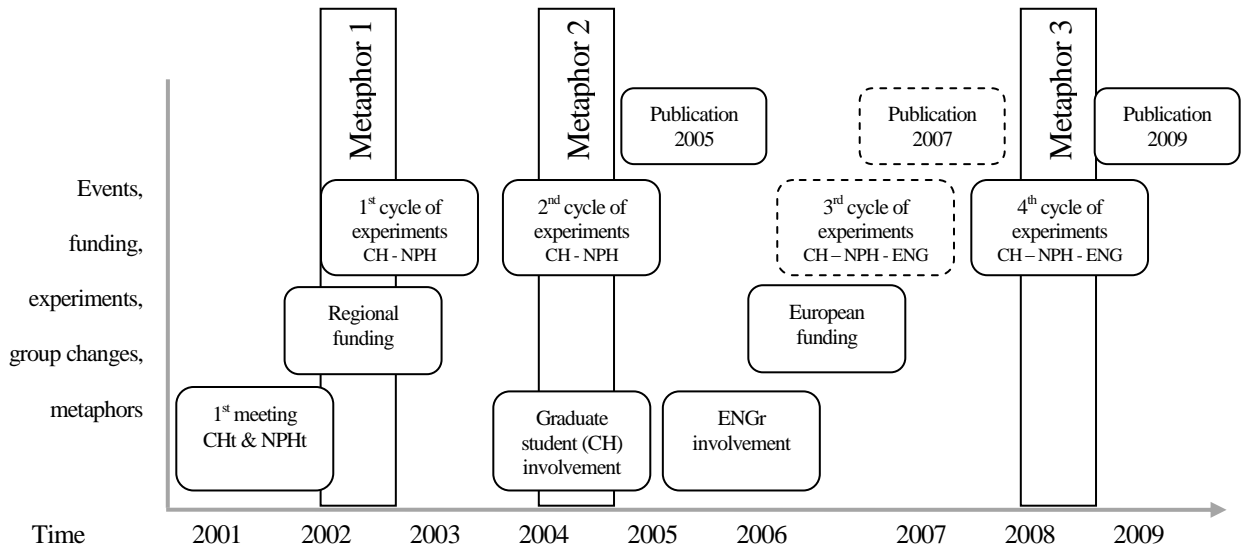 Metaphor 1
Metaphor 2
Metaphor 3
Publication
2005
Publication
2007
Publication
2009
Events,
funding,
experiments,
group changes,
metaphors
1st cycle of
experiments
CH - NPH
2nd cycle of
experiments
CH - NPH
3rd cycle of
experiments
CH – NPH - ENG
4th cycle of
experiments
CH – NPH - ENG
Regional
funding
European
funding
1st meeting
CHt & NPHt
Graduate
student (CH)
involvement
ENGr
involvement
Time 2001 2002 2003 2004 2005 2006 2007 2008 2009